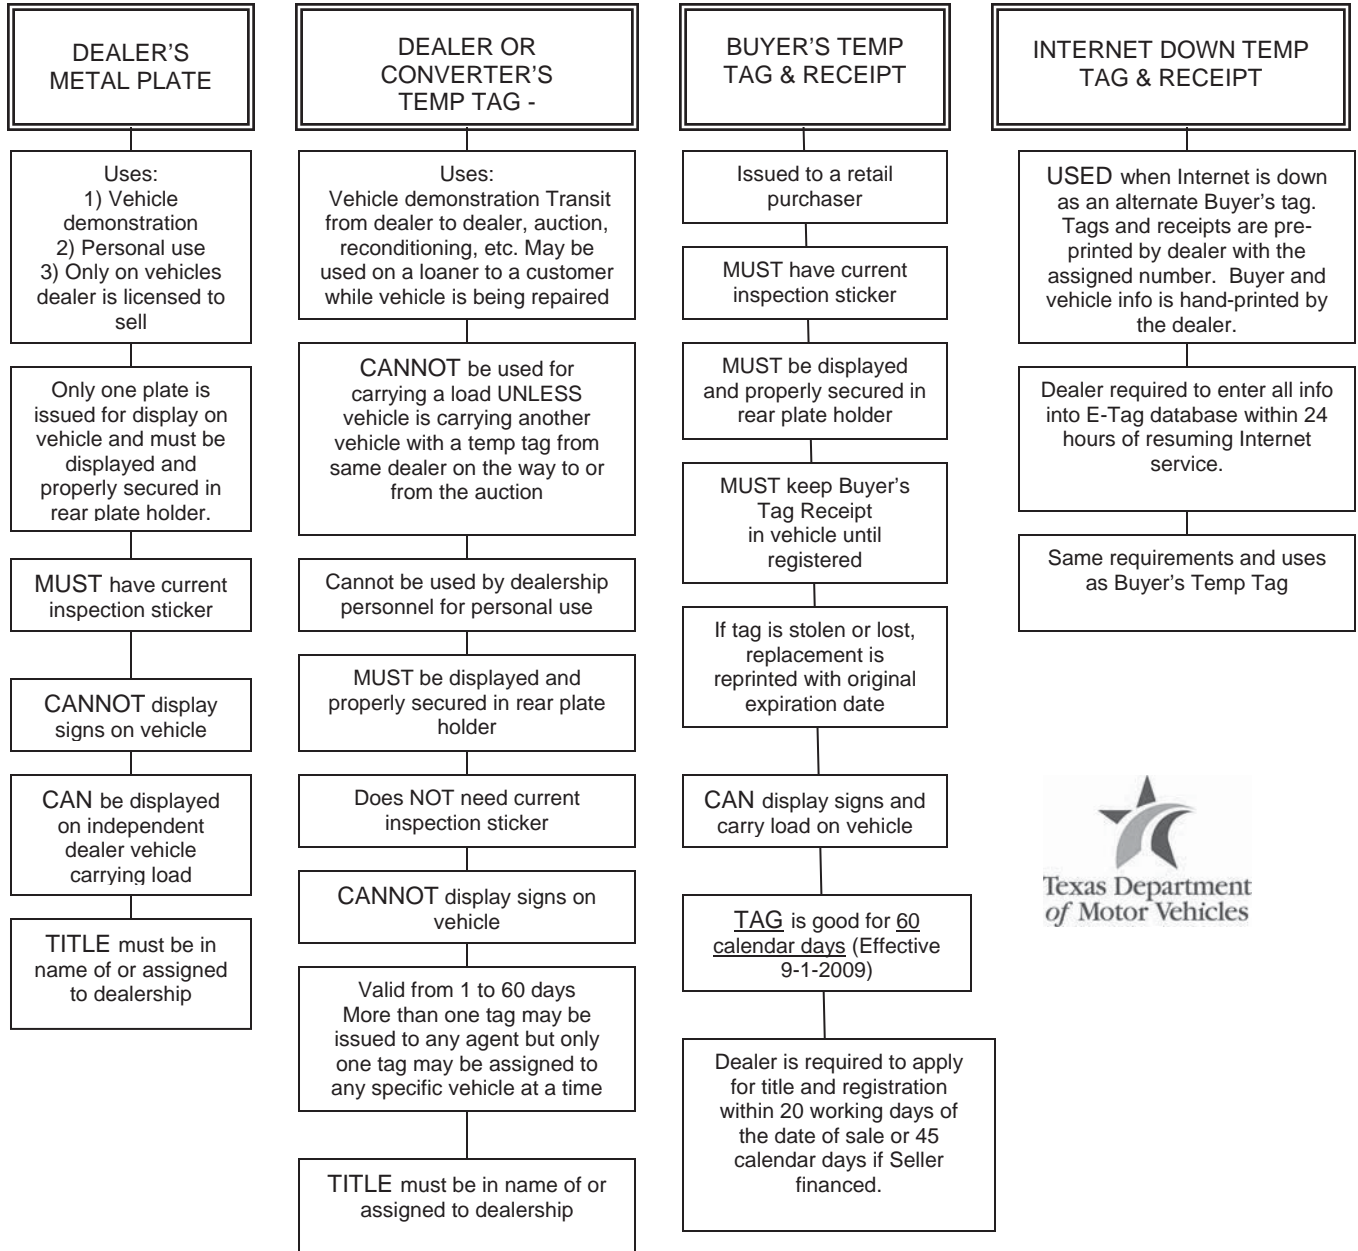 DEALER’S
METAL PLATE
Uses:
1) Vehicle
demonstration
2) Personal use
3) Only on vehicles
dealer is licensed to
sell
Only one plate is
issued for display on
vehicle and must be
displayed and
properly secured in
rear plate holder.
MUST have current
inspection sticker
CANNOT display
signs on vehicle
CAN be displayed
on independent
dealer vehicle
carrying load
TITLE must be in
name of or assigned
to dealership
DEALER OR
CONVERTER’S
TEMP TAG -
Uses:
Vehicle demonstration Transit
from dealer to dealer, auction,
reconditioning, etc. May be
used on a loaner to a customer
while vehicle is being repaired
CANNOT be used for
carrying a load UNLESS
vehicle is carrying another
vehicle with a temp tag from
same dealer on the way to or
from the auction
Cannot be used by dealership
personnel for personal use
MUST be displayed and
properly secured in rear plate
holder
Does NOT need current
inspection sticker
CANNOT display signs on
vehicle
Valid from 1 to 60 days
More than one tag may be
issued to any agent but only
one tag may be assigned to
any specific vehicle at a time
TITLE must be in name of or
assigned to dealership
BUYER’S TEMP
TAG & RECEIPT
Issued to a retail
purchaser
MUST have current
inspection sticker
MUST be displayed
and properly secured in
rear plate holder
MUST keep Buyer’s
Tag Receipt
in vehicle until
registered
If tag is stolen or lost,
replacement is
reprinted with original
expiration date
CAN display signs and
carry load on vehicle
TAG is good for 60
calendar days (Effective
9-1-2009)
Dealer is required to apply
for title and registration
within 20 working days of
the date of sale or 45
calendar days if Seller
financed.
INTERNET DOWN TEMP
TAG & RECEIPT
USED when Internet is down
as an alternate Buyer’s tag.
Tags and receipts are pre-
printed by dealer with the
assigned number. Buyer and
vehicle info is hand-printed by
the dealer.
Dealer required to enter all info
into E-Tag database within 24
hours of resuming Internet
service.
Same requirements and uses
as Buyer’s Temp Tag
Texas Department
of Motor Vehicles